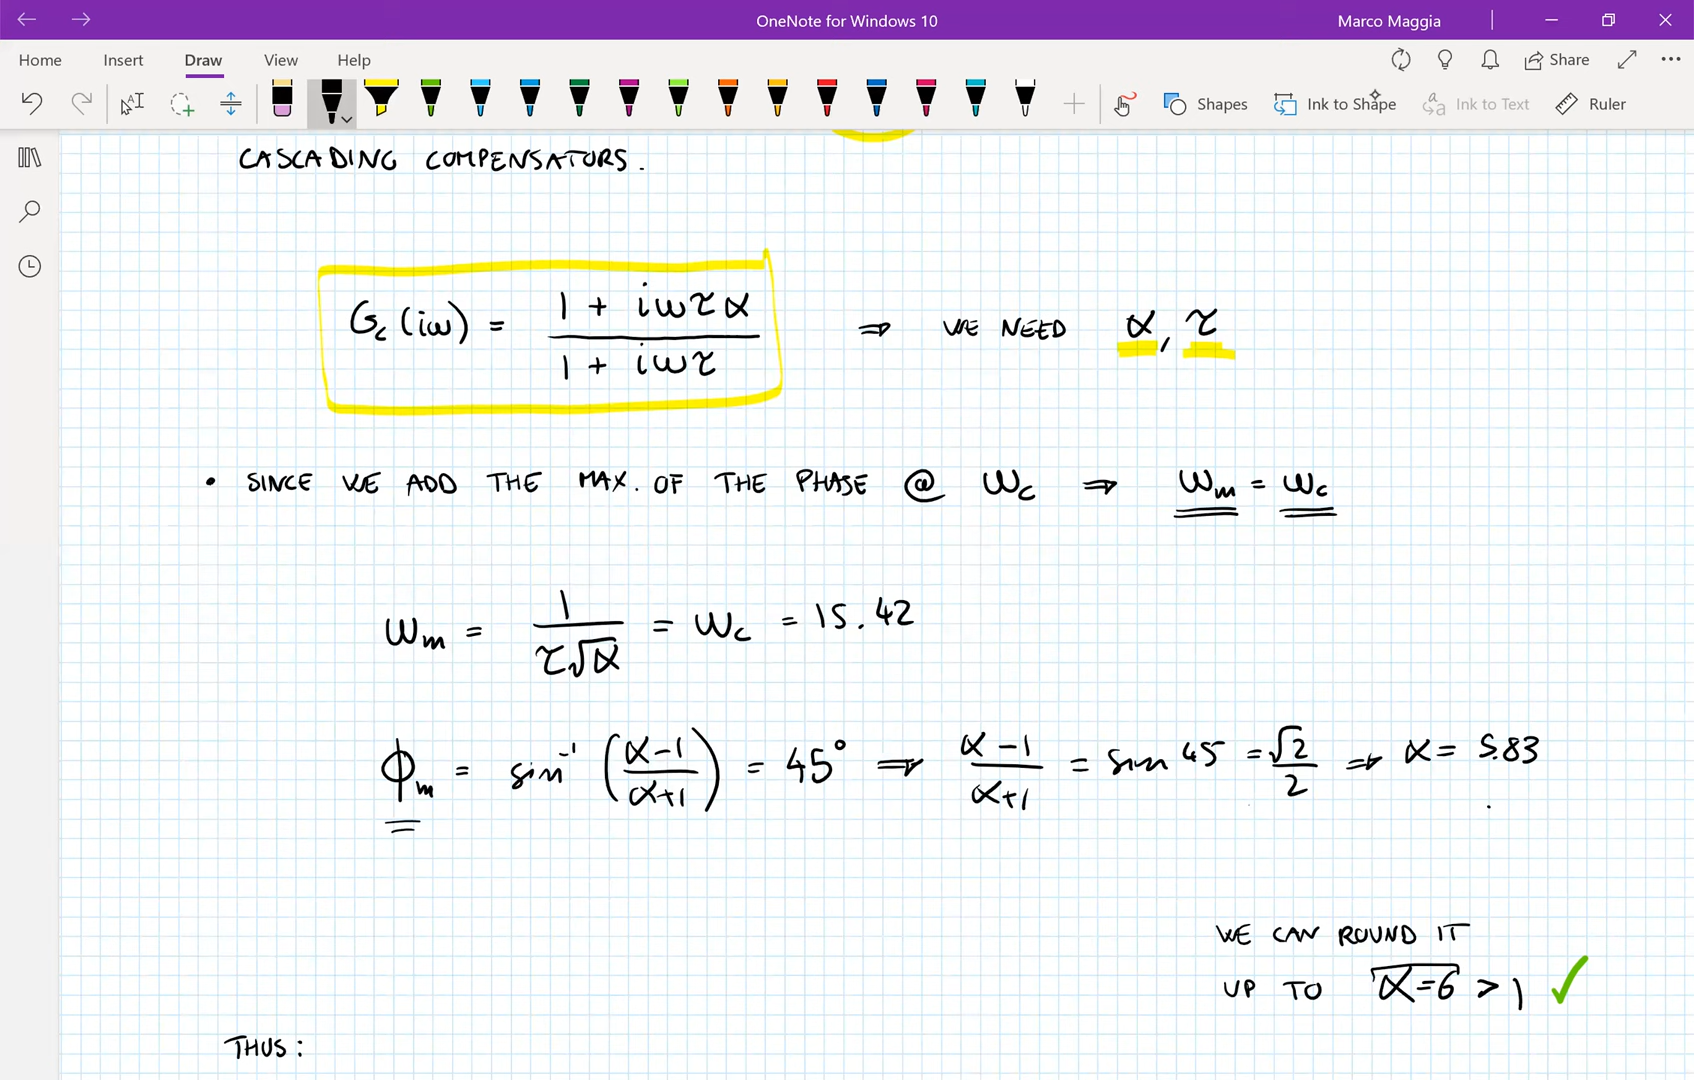 OneNote for Windows 10
Marco Maggia
Home Insert Draw View Help
Share
Shapes
Ink to Shape
Ink to Text
Ruler
CASCADING COMPENSATORS.
Gc(iω) = (1 + iωτα) / (1 + iωτ) ⇒ WE NEED α, τ
• SINCE WE ADD THE MAX. OF THE PHASE @ ωc ⇒ ωm = ωc
ωm = 1 / (τ√α) = ωc = 15.42
ϕm = sin⁻¹ ((α-1)/(α+1)) = 45° ⇒ (α-1)/(α+1) = sin 45 = √2/2 ⇒ α = 5.83
WE CAN ROUND IT
UP TO α=6 > 1 ✓
THUS: